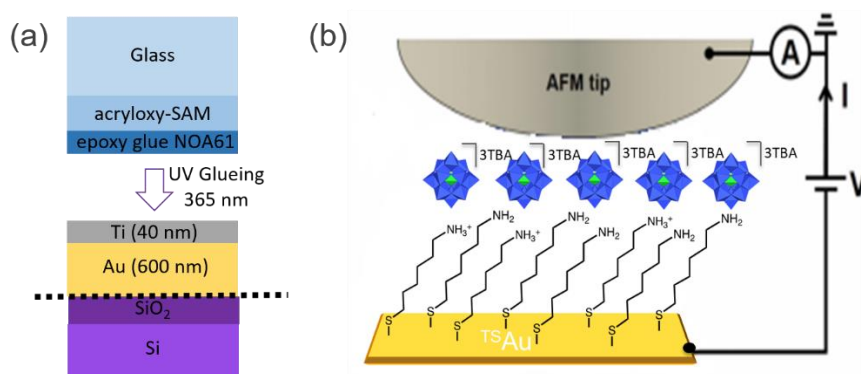 (a)
Glass
acryloxy-SAM
epoxy glue NOA61
UV Glueing
365 nm
Ti (40 nm)
Au (600 nm)
SiO₂
Si
(b)
AFM tip
A
I
V
3TBA 3TBA 3TBA 3TBA 3TBA
NH₂ NH₂ NH₂
NH₃⁺ NH₃⁺ NH₂ NH₃⁺ NH₂
S S S S
S S S S
ᵀˢAu